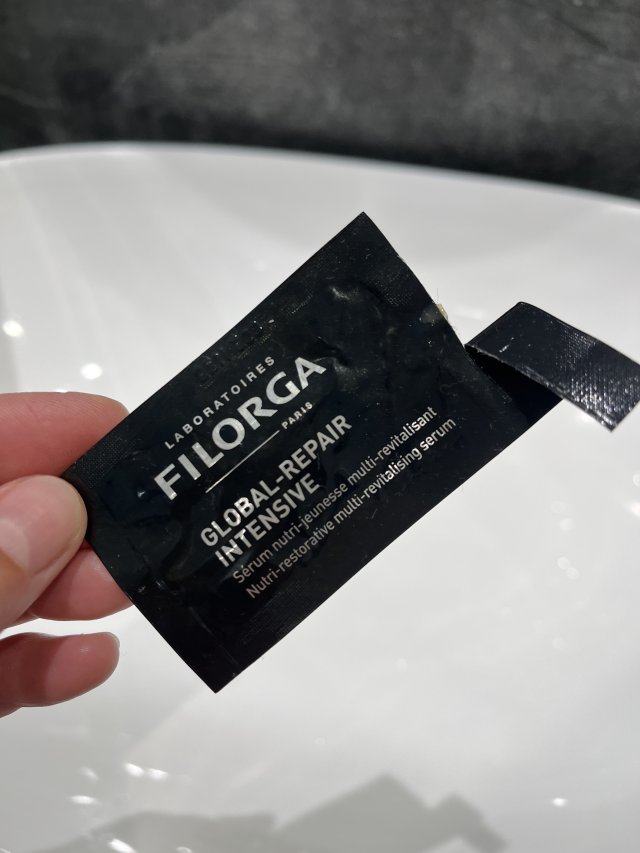 LABORATOIRES
FILORGA
PARIS
GLOBAL-REPAIR
INTENSIVE
Sérum nutri-jeunesse multi-revitalisant
Nutri-restorative multi-revitalising serum